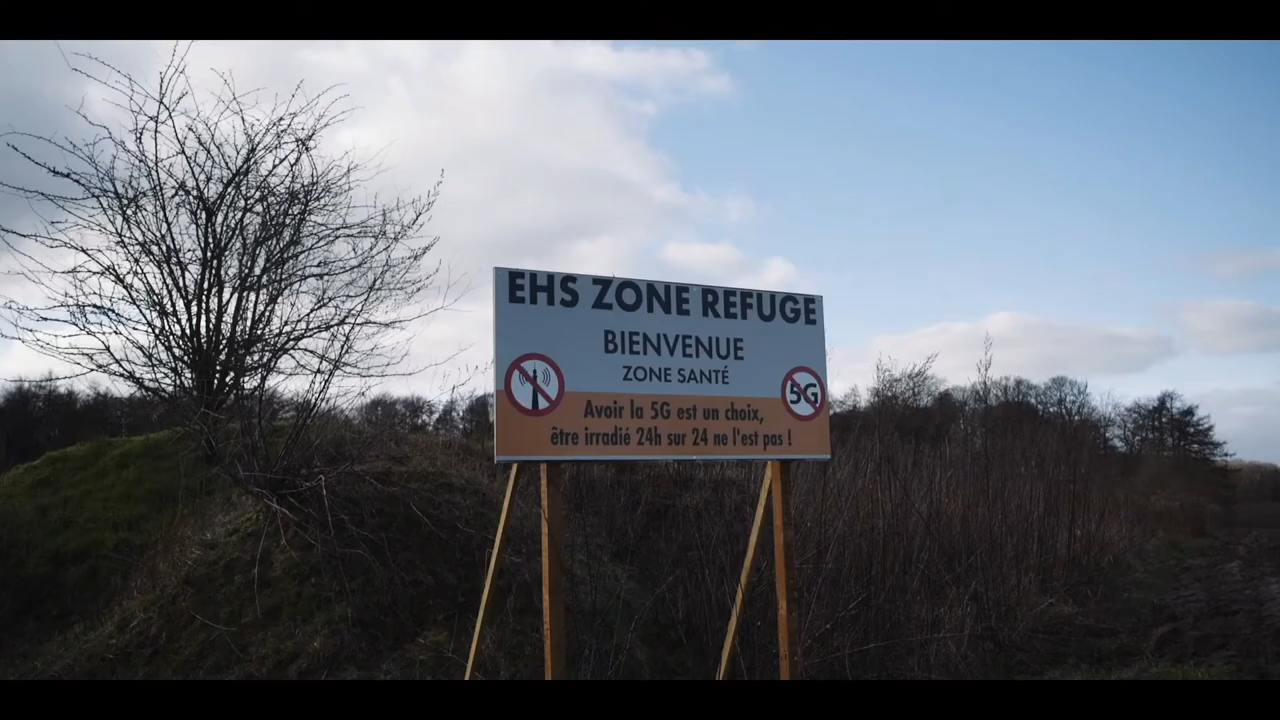 EHS ZONE REFUGE
BIENVENUE
ZONE SANTÉ
5G
Avoir la 5G est un choix,
être irradié 24h sur 24 ne l'est pas !